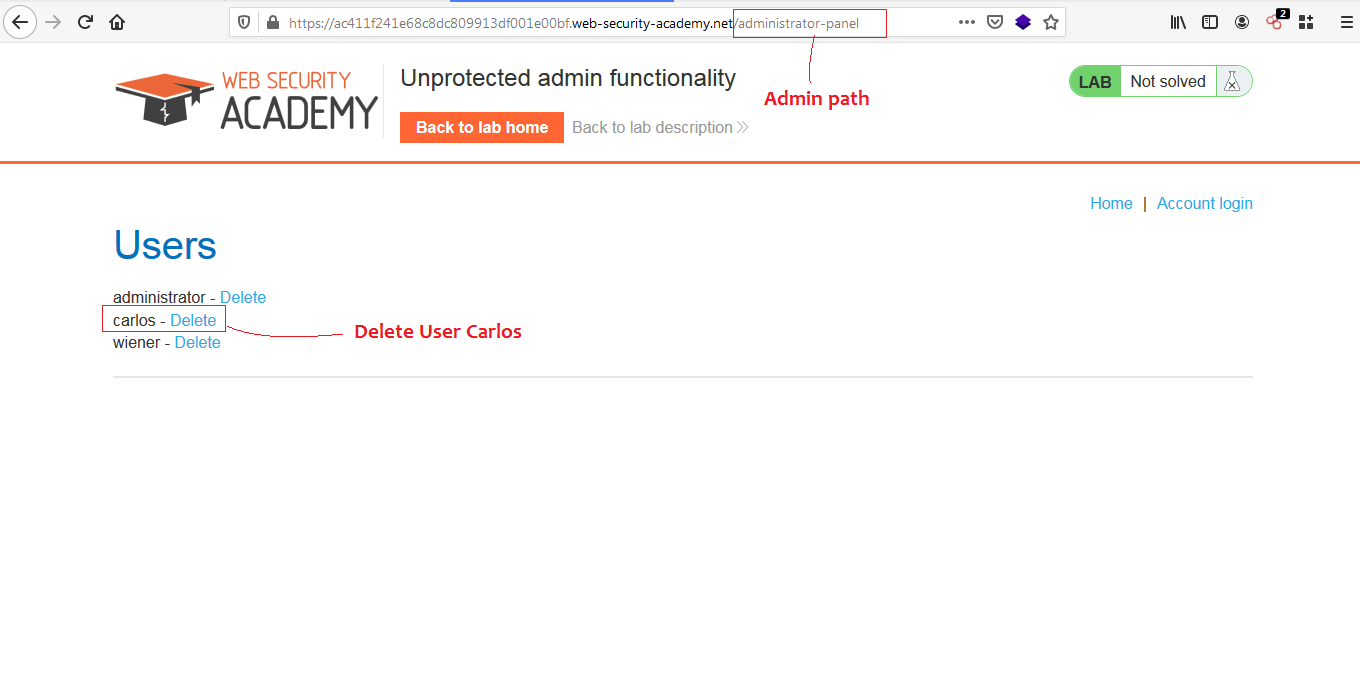 https://ac411f241e68c8dc809913df001e00bf.web-security-academy.net/administrator-panel
2
WEB SECURITY
ACADEMY
Unprotected admin functionality
Back to lab home
Back to lab description
Admin path
LAB
Not solved
Home | Account login
Users
administrator - Delete
carlos - Delete
Delete User Carlos
wiener - Delete